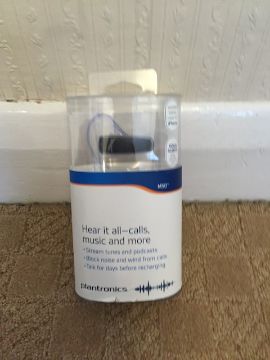 M50™
Hear it all—calls,
music and more
• Stream tunes and podcasts
• Block noise and wind from calls
• Talk for days before recharging
plantronics.